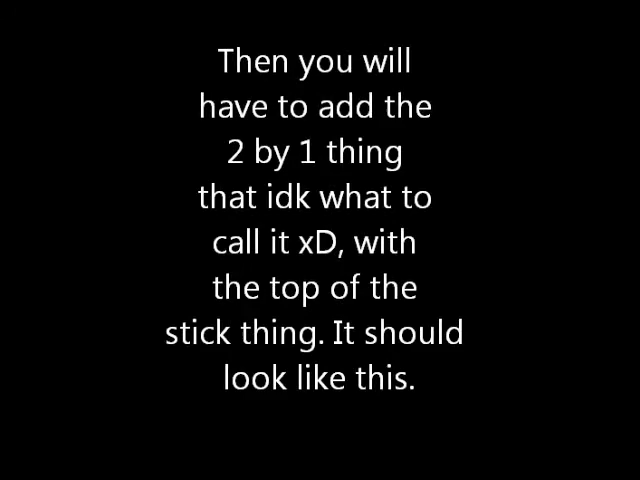 Then you will
have to add the
2 by 1 thing
that idk what to
call it xD, with
the top of the
stick thing. It should
look like this.